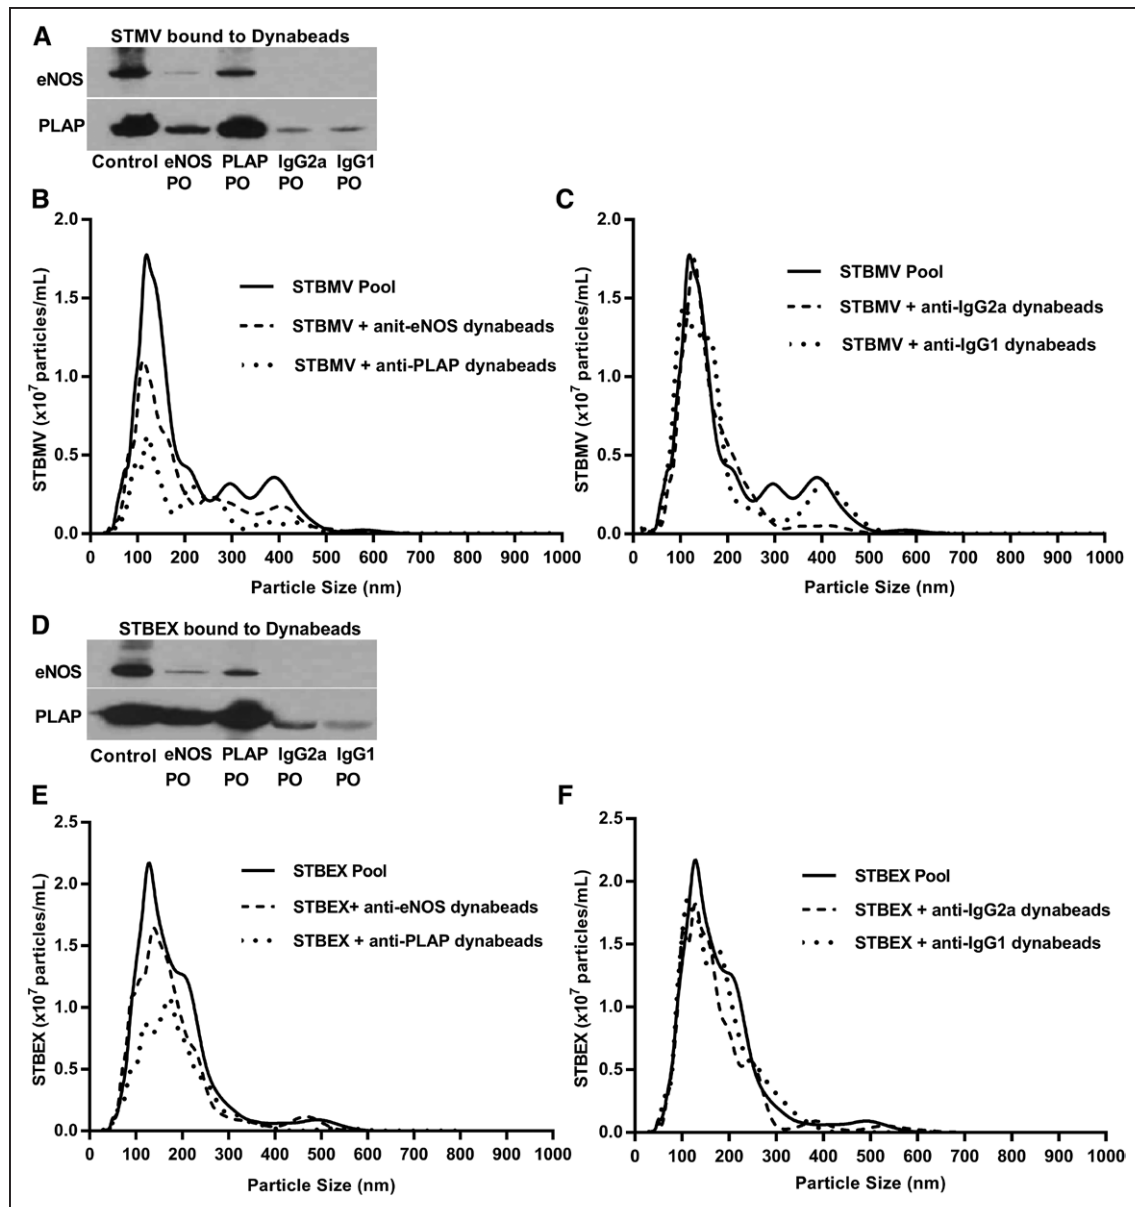 A
STMV bound to Dynabeads
eNOS
PLAP
Control eNOS PLAP IgG2a IgG1
PO PO PO PO
B
2.0
1.5
1.0
0.5
0.0
STBMV (x10⁷ particles/mL)
STBMV Pool
STBMV + anit-eNOS dynabeads
STBMV + anti-PLAP dynabeads
0 100 200 300 400 500 600 700 800 900 1000
Particle Size (nm)
C
2.0
1.5
1.0
0.5
0.0
STBMV (x10⁷ particles/mL)
STBMV Pool
STBMV + anti-IgG2a dynabeads
STBMV + anti-IgG1 dynabeads
0 100 200 300 400 500 600 700 800 900 1000
Particle Size (nm)
D
STBEX bound to Dynabeads
eNOS
PLAP
Control eNOS PLAP IgG2a IgG1
PO PO PO PO
E
2.5
2.0
1.5
1.0
0.5
0.0
STBEX (x10⁷ particles/mL)
STBEX Pool
STBEX+ anti-eNOS dynabeads
STBEX + anti-PLAP dynabeads
0 100 200 300 400 500 600 700 800 900 1000
Particle Size (nm)
F
2.5
2.0
1.5
1.0
0.5
0.0
STBEX (x10⁷ particles/mL)
STBEX Pool
STBEX + anti-IgG2a dynabeads
STBEX + anti-IgG1 dynabeads
0 100 200 300 400 500 600 700 800 900 1000
Particle Size (nm)